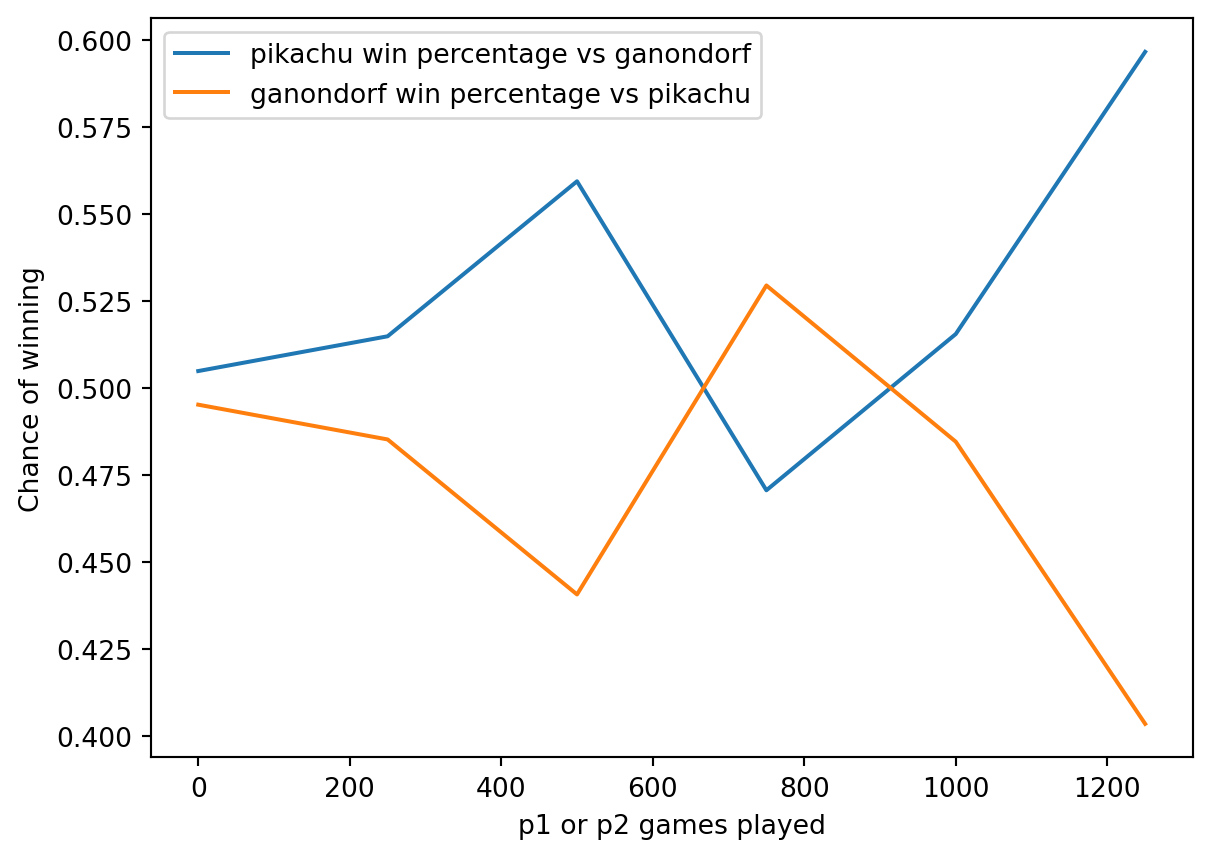 pikachu win percentage vs ganondorf
ganondorf win percentage vs pikachu
0.600
0.575
0.550
0.525
0.500
0.475
0.450
0.425
0.400
Chance of winning
0 200 400 600 800 1000 1200
p1 or p2 games played